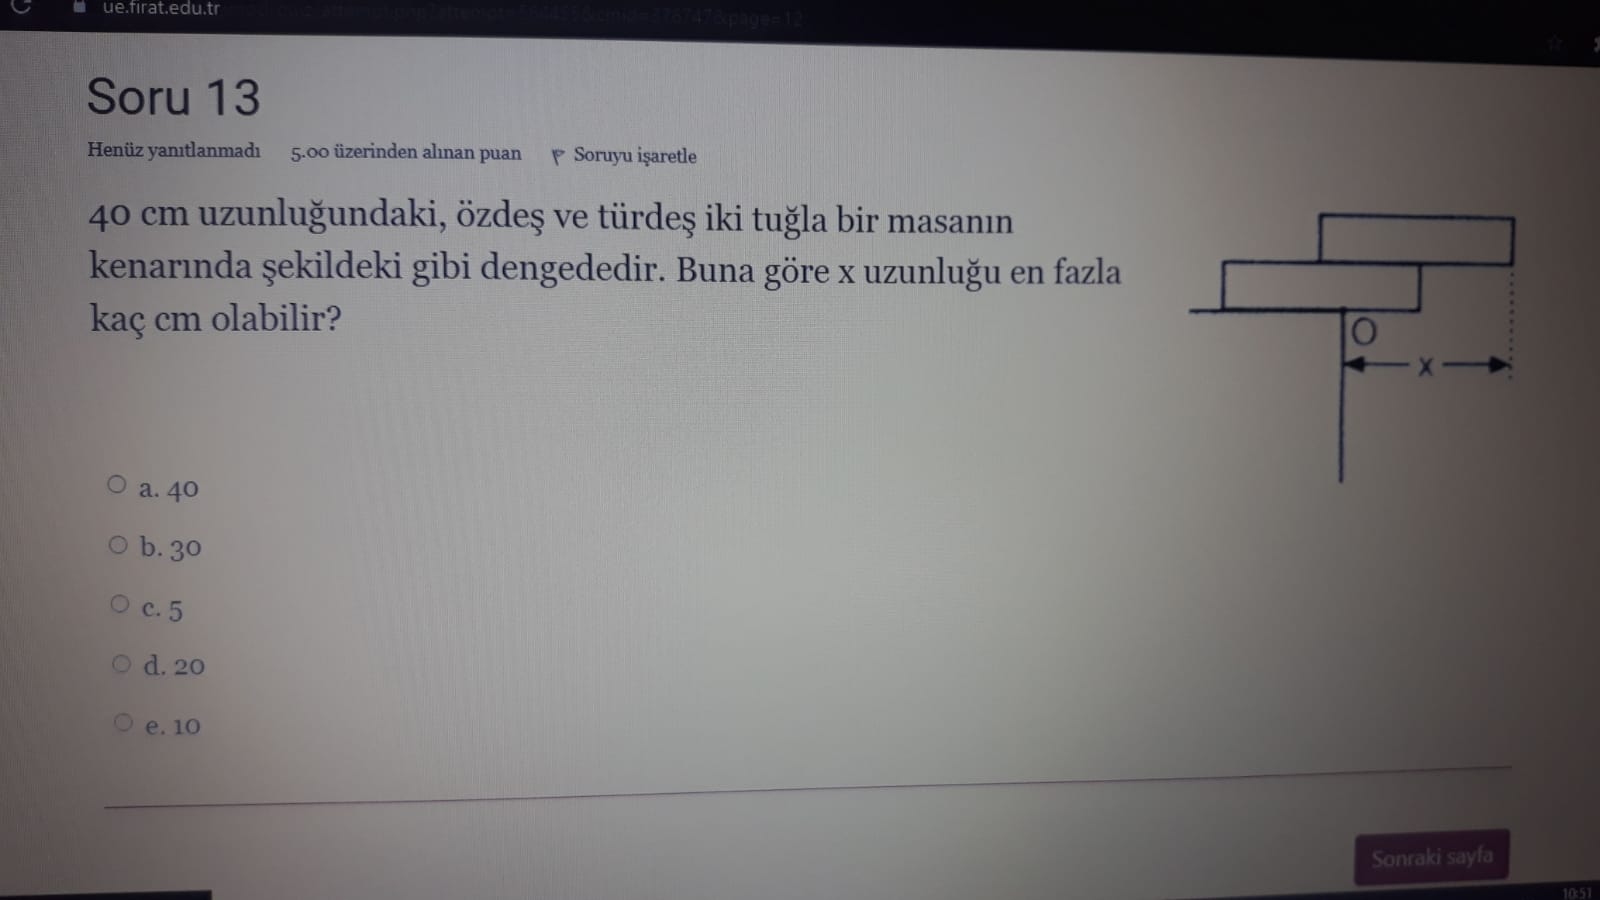 ue.firat.edu.tr
Soru 13
Henüz yanıtlanmadı 5.00 üzerinden alınan puan Soruyu işaretle
40 cm uzunluğundaki, özdeş ve türdeş iki tuğla bir masanın
kenarında şekildeki gibi dengededir. Buna göre x uzunluğu en fazla
kaç cm olabilir?
O
x
a. 40
b. 30
c. 5
d. 20
e. 10
Sonraki sayfa
10:51